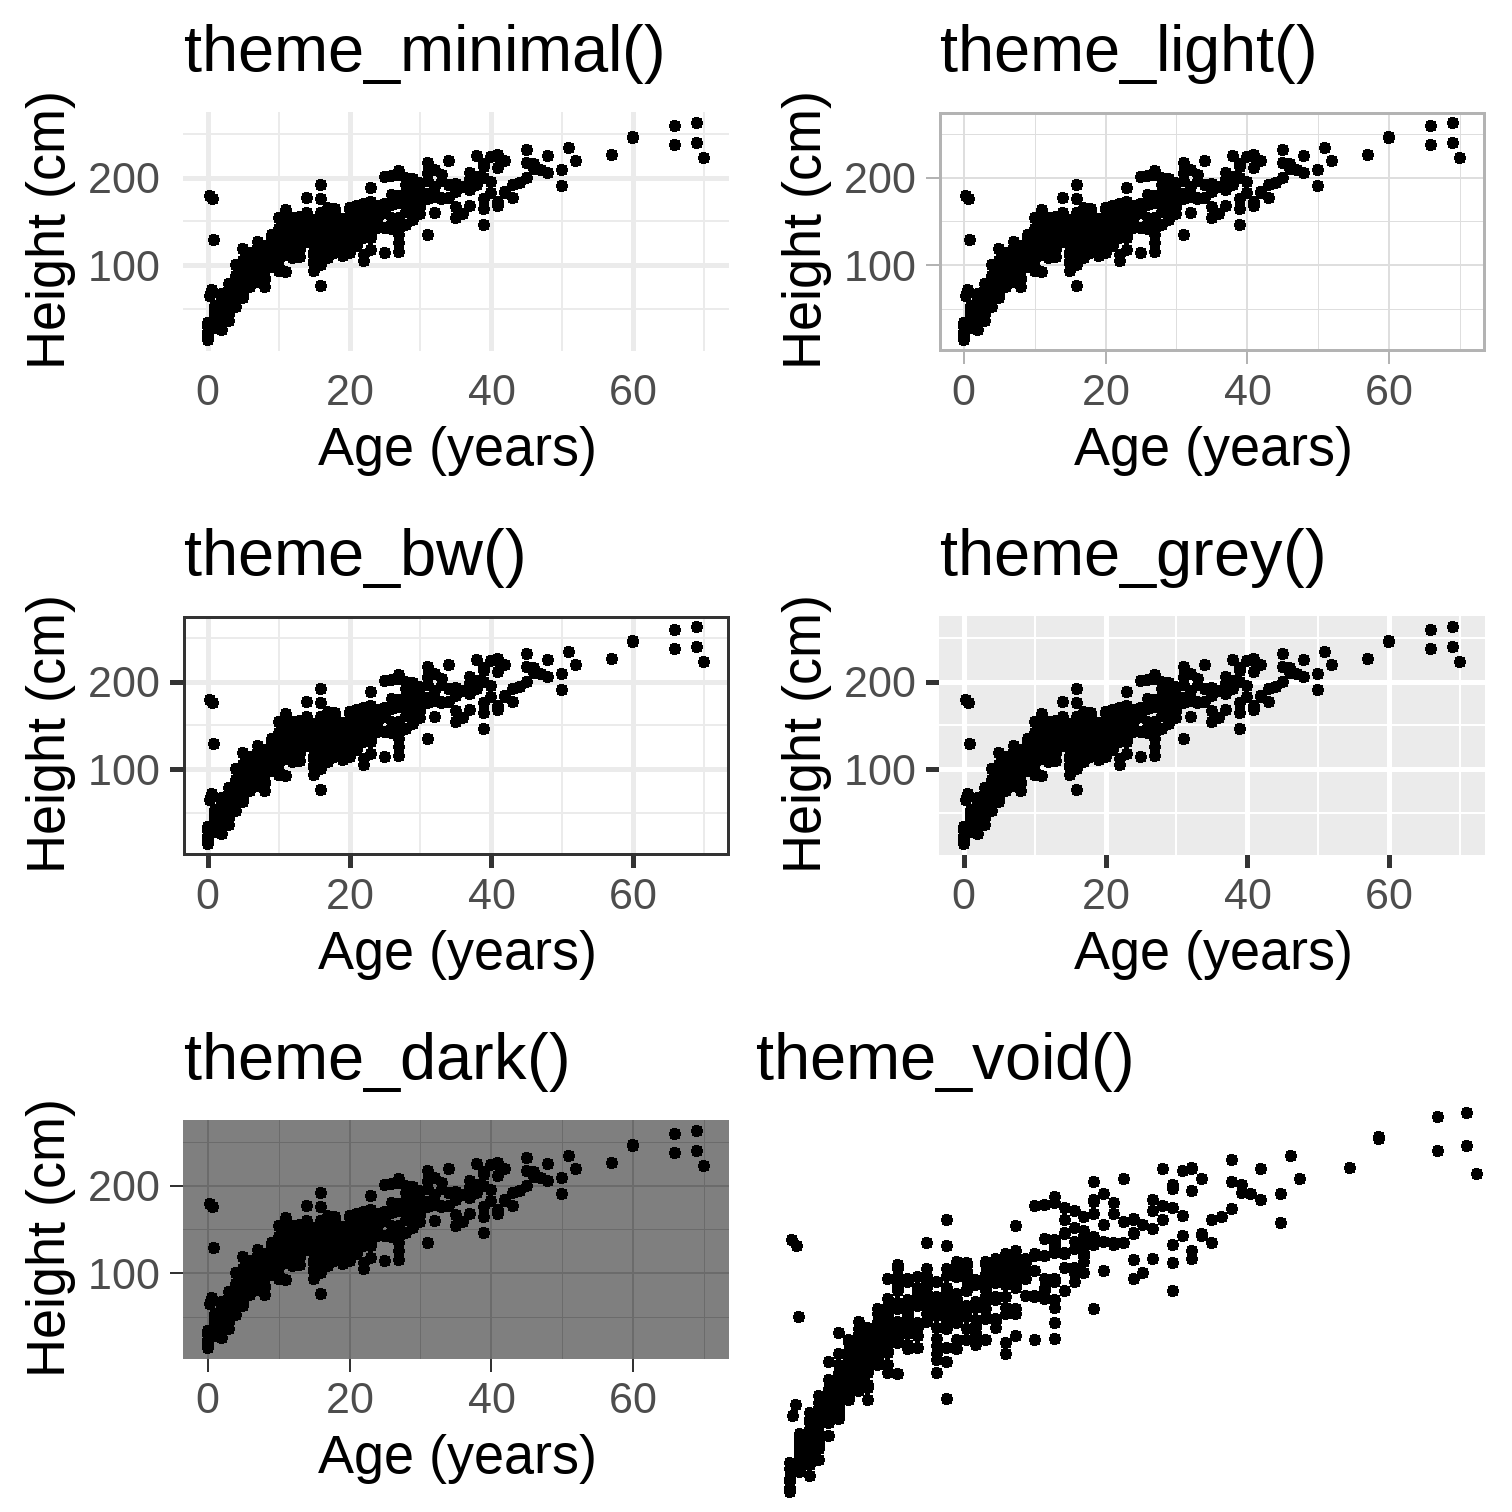 theme_minimal()
Height (cm)
200
100
0 20 40 60
Age (years)
theme_light()
Height (cm)
200
100
0 20 40 60
Age (years)
theme_bw()
Height (cm)
200
100
0 20 40 60
Age (years)
theme_grey()
Height (cm)
200
100
0 20 40 60
Age (years)
theme_dark()
Height (cm)
200
100
0 20 40 60
Age (years)
theme_void()